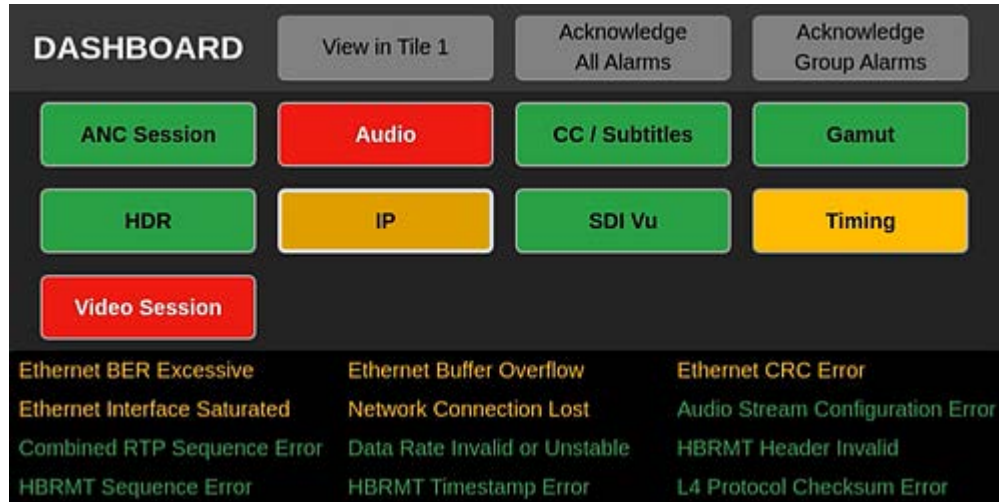 DASHBOARD
View in Tile 1
Acknowledge
All Alarms
Acknowledge
Group Alarms
ANC Session
Audio
CC / Subtitles
Gamut
HDR
IP
SDI Vu
Timing
Video Session
Ethernet BER Excessive
Ethernet Buffer Overflow
Ethernet CRC Error
Ethernet Interface Saturated
Network Connection Lost
Audio Stream Configuration Error
Combined RTP Sequence Error
Data Rate Invalid or Unstable
HBRMT Header Invalid
HBRMT Sequence Error
HBRMT Timestamp Error
L4 Protocol Checksum Error